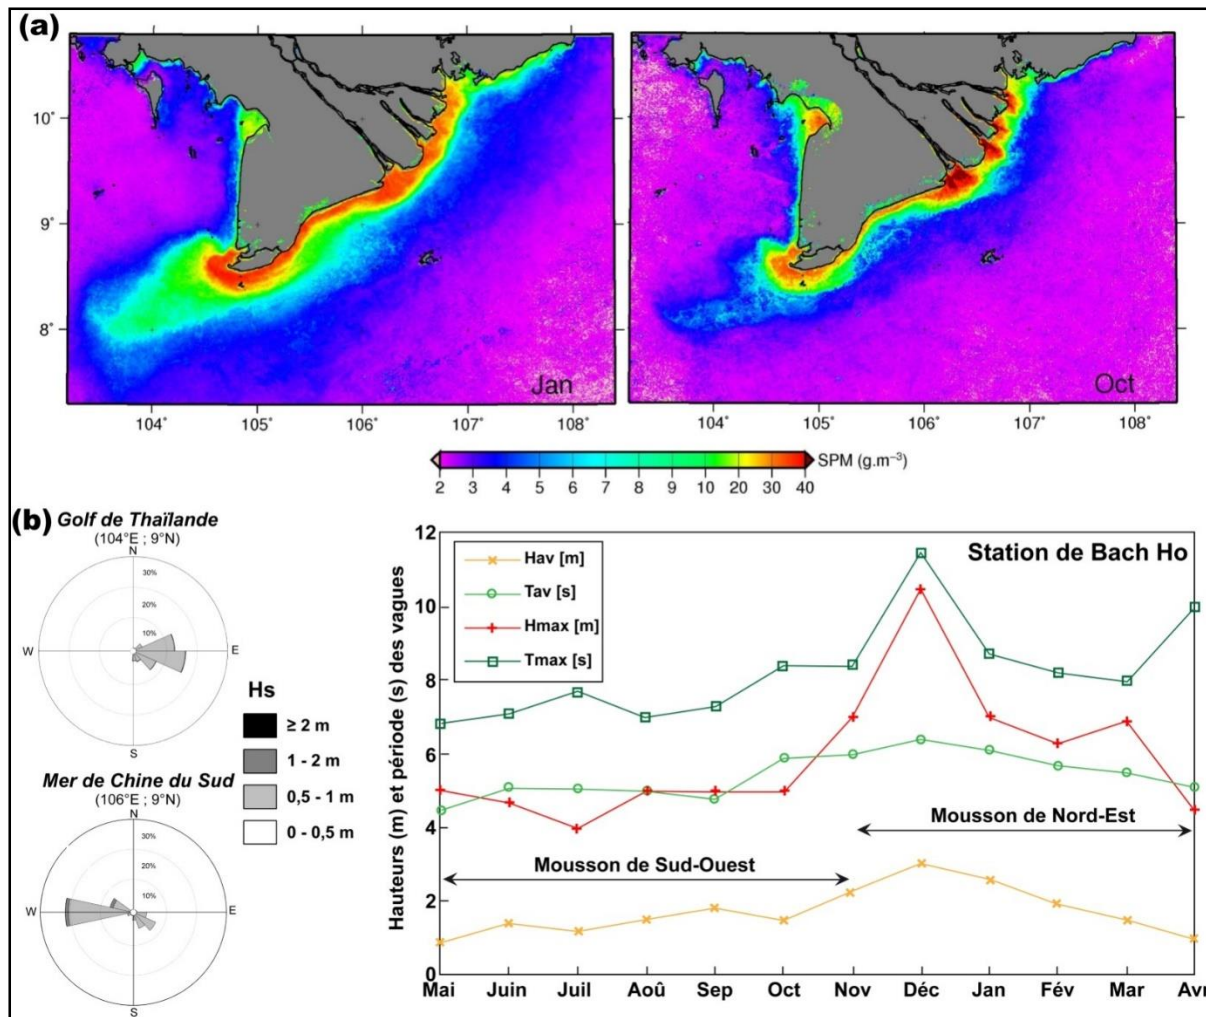 (a)
10°
9°
8°
Jan
104°
105°
106°
107°
108°
Oct
104°
105°
106°
107°
108°
2 3 4 5 6 7 8 9 10 20 30 40
SPM (g.m⁻³)
(b)
Golf de Thaïlande
(104°E ; 9°N)
N
30%
20%
10%
W
E
S
Mer de Chine du Sud
(106°E ; 9°N)
N
30%
20%
10%
W
E
S
Hs
≥ 2 m
1 - 2 m
0,5 - 1 m
0 - 0,5 m
Hauteurs (m) et période (s) des vagues
12
10
8
6
4
2
0
Hav [m]
Tav [s]
Hmax [m]
Tmax [s]
Station de Bach Ho
Mousson de Nord-Est
Mousson de Sud-Ouest
Mai Juin Juil Aoû Sep Oct Nov Déc Jan Fév Mar Avr